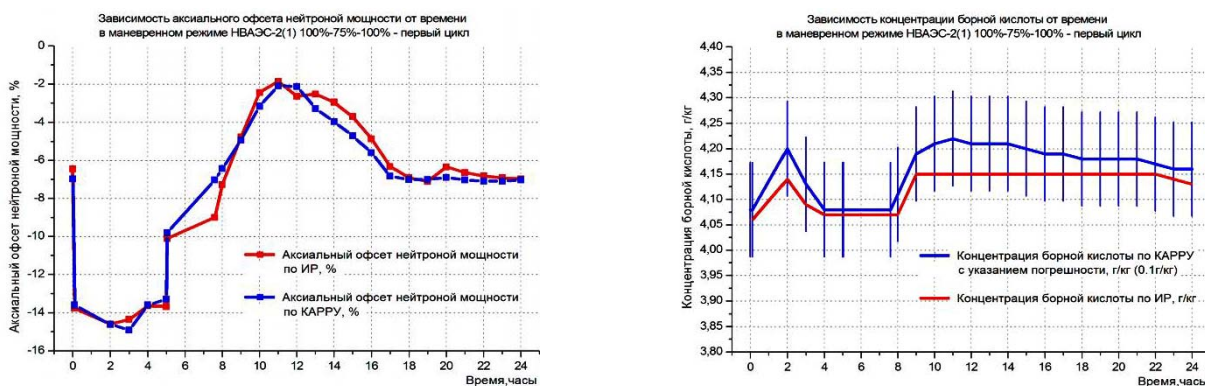 Зависимость аксиального офсета нейтроной мощности от времени
в маневренном режиме НВАЭС-2(1) 100%-75%-100% - первый цикл
Аксиальный офсет нейтроной мощности, %
0
-2
-4
-6
-8
-10
-12
-14
-16
Аксиальный офсет нейтроной мощности
по ИР, %
Аксиальный офсет нейтроной мощности
по КАРРУ, %
0 2 4 6 8 10 12 14 16 18 20 22 24
Время,часы
Зависимость концентрации борной кислоты от времени
в маневренном режиме НВАЭС-2(1) 100%-75%-100% - первый цикл
Концентрация борной кислоты, г/кг
4,40
4,35
4,30
4,25
4,20
4,15
4,10
4,05
4,00
3,95
3,90
3,85
3,80
Концентрация борной кислоты по КАРРУ
с указанием погрешности, г/кг (0.1г/кг)
Концентрация борной кислоты по ИР, г/кг
0 2 4 6 8 10 12 14 16 18 20 22 24
Время,часы